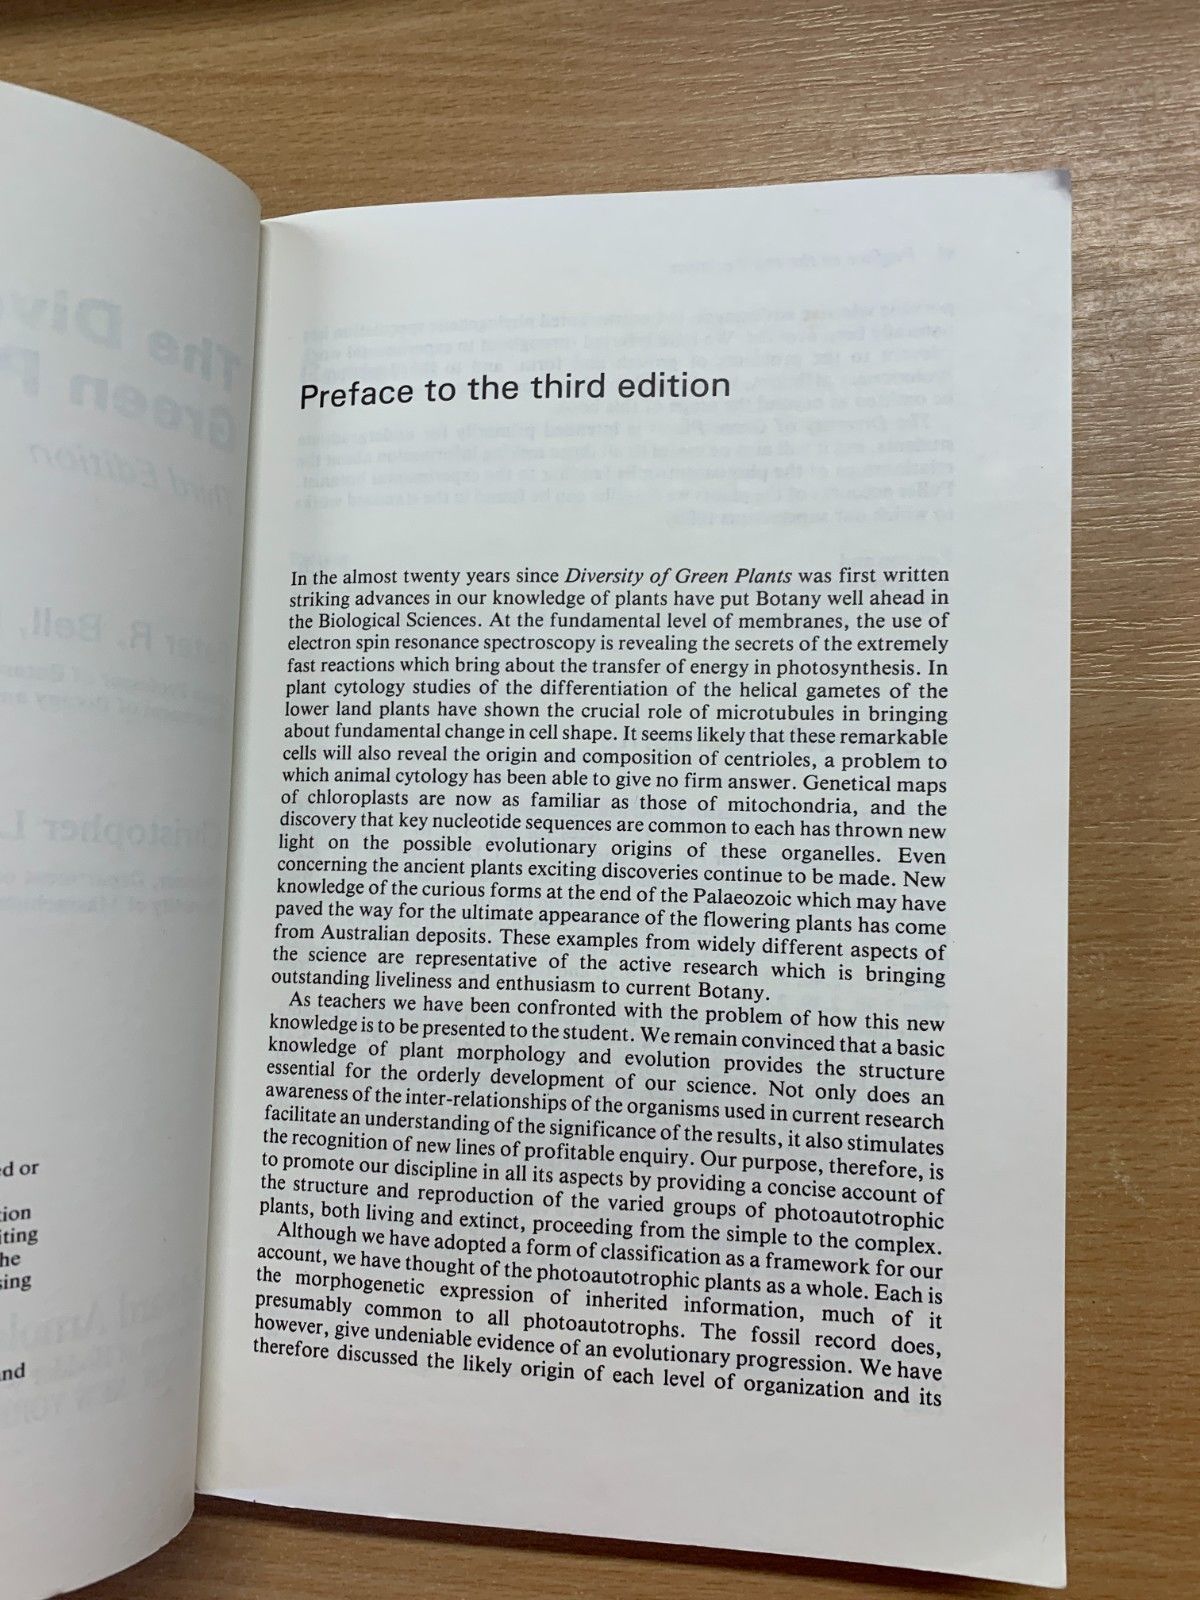 ed or
tion
iting
he
sing
and
Preface to the third edition
In the almost twenty years since Diversity of Green Plants was first written
striking advances in our knowledge of plants have put Botany well ahead in
the Biological Sciences. At the fundamental level of membranes, the use of
electron spin resonance spectroscopy is revealing the secrets of the extremely
fast reactions which bring about the transfer of energy in photosynthesis. In
plant cytology studies of the differentiation of the helical gametes of the
lower land plants have shown the crucial role of microtubules in bringing
about fundamental change in cell shape. It seems likely that these remarkable
cells will also reveal the origin and composition of centrioles, a problem to
which animal cytology has been able to give no firm answer. Genetical maps
of chloroplasts are now as familiar as those of mitochondria, and the
discovery that key nucleotide sequences are common to each has thrown new
light on the possible evolutionary origins of these organelles. Even
concerning the ancient plants exciting discoveries continue to be made. New
knowledge of the curious forms at the end of the Palaeozoic which may have
paved the way for the ultimate appearance of the flowering plants has come
from Australian deposits. These examples from widely different aspects of
the science are representative of the active research which is bringing
outstanding liveliness and enthusiasm to current Botany.
As teachers we have been confronted with the problem of how this new
knowledge is to be presented to the student. We remain convinced that a basic
knowledge of plant morphology and evolution provides the structure
essential for the orderly development of our science. Not only does an
awareness of the inter-relationships of the organisms used in current research
facilitate an understanding of the significance of the results, it also stimulates
the recognition of new lines of profitable enquiry. Our purpose, therefore, is
to promote our discipline in all its aspects by providing a concise account of
the structure and reproduction of the varied groups of photoautotrophic
plants, both living and extinct, proceeding from the simple to the complex.
Although we have adopted a form of classification as a framework for our
account, we have thought of the photoautotrophic plants as a whole. Each is
the morphogenetic expression of inherited information, much of it
presumably common to all photoautotrophs. The fossil record does,
however, give undeniable evidence of an evolutionary progression. We have
therefore discussed the likely origin of each level of organization and its